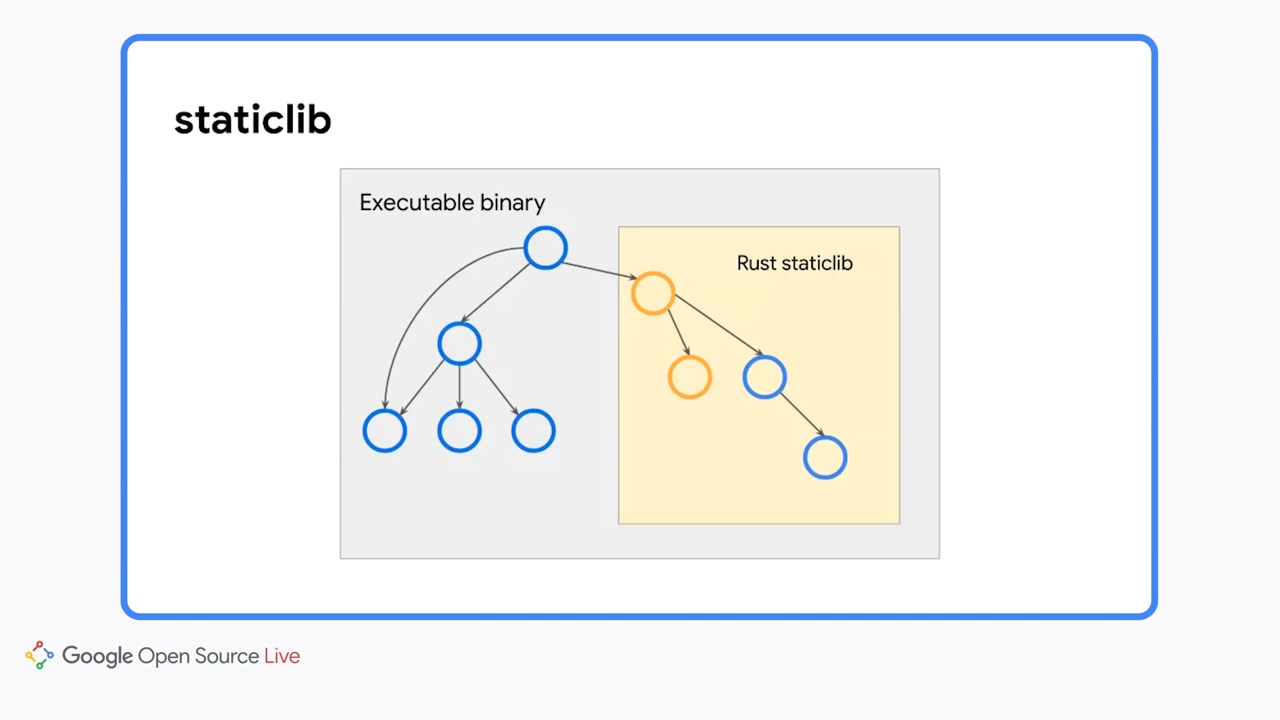 staticlib
Executable binary
Rust staticlib
Google Open Source Live